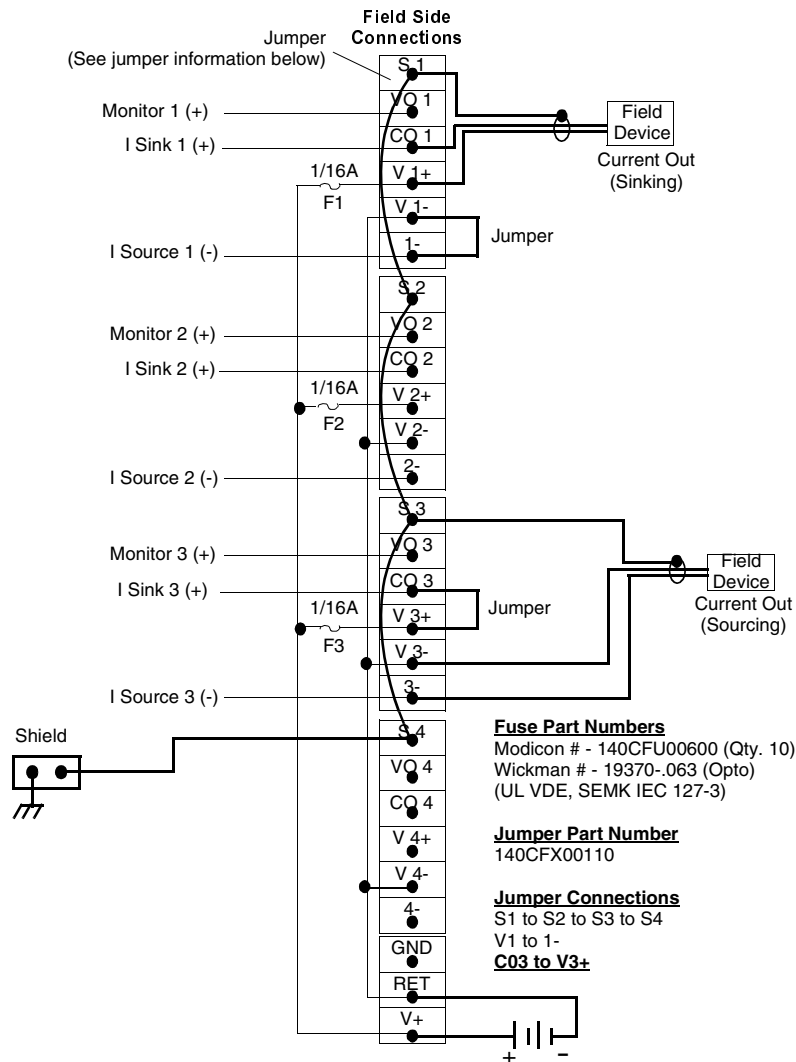 Field Side
Connections
Jumper
(See jumper information below)
S 1
Monitor 1 (+)
VO 1
I Sink 1 (+)
CO 1
Field
Device
Current Out
(Sinking)
1/16A
F1
V 1+
V 1-
Jumper
I Source 1 (-)
1-
S 2
Monitor 2 (+)
VO 2
I Sink 2 (+)
CO 2
1/16A
F2
V 2+
V 2-
I Source 2 (-)
2-
S 3
Monitor 3 (+)
VO 3
Field
Device
Current Out
(Sourcing)
I Sink 3 (+)
CO 3
Jumper
1/16A
F3
V 3+
V 3-
I Source 3 (-)
3-
Shield
S 4
VO 4
CO 4
V 4+
V 4-
4-
GND
RET
V+
+ -
Fuse Part Numbers
Modicon # - 140CFU00600 (Qty. 10)
Wickman # - 19370-.063 (Opto)
(UL VDE, SEMK IEC 127-3)
Jumper Part Number
140CFX00110
Jumper Connections
S1 to S2 to S3 to S4
V1 to 1-
C03 to V3+